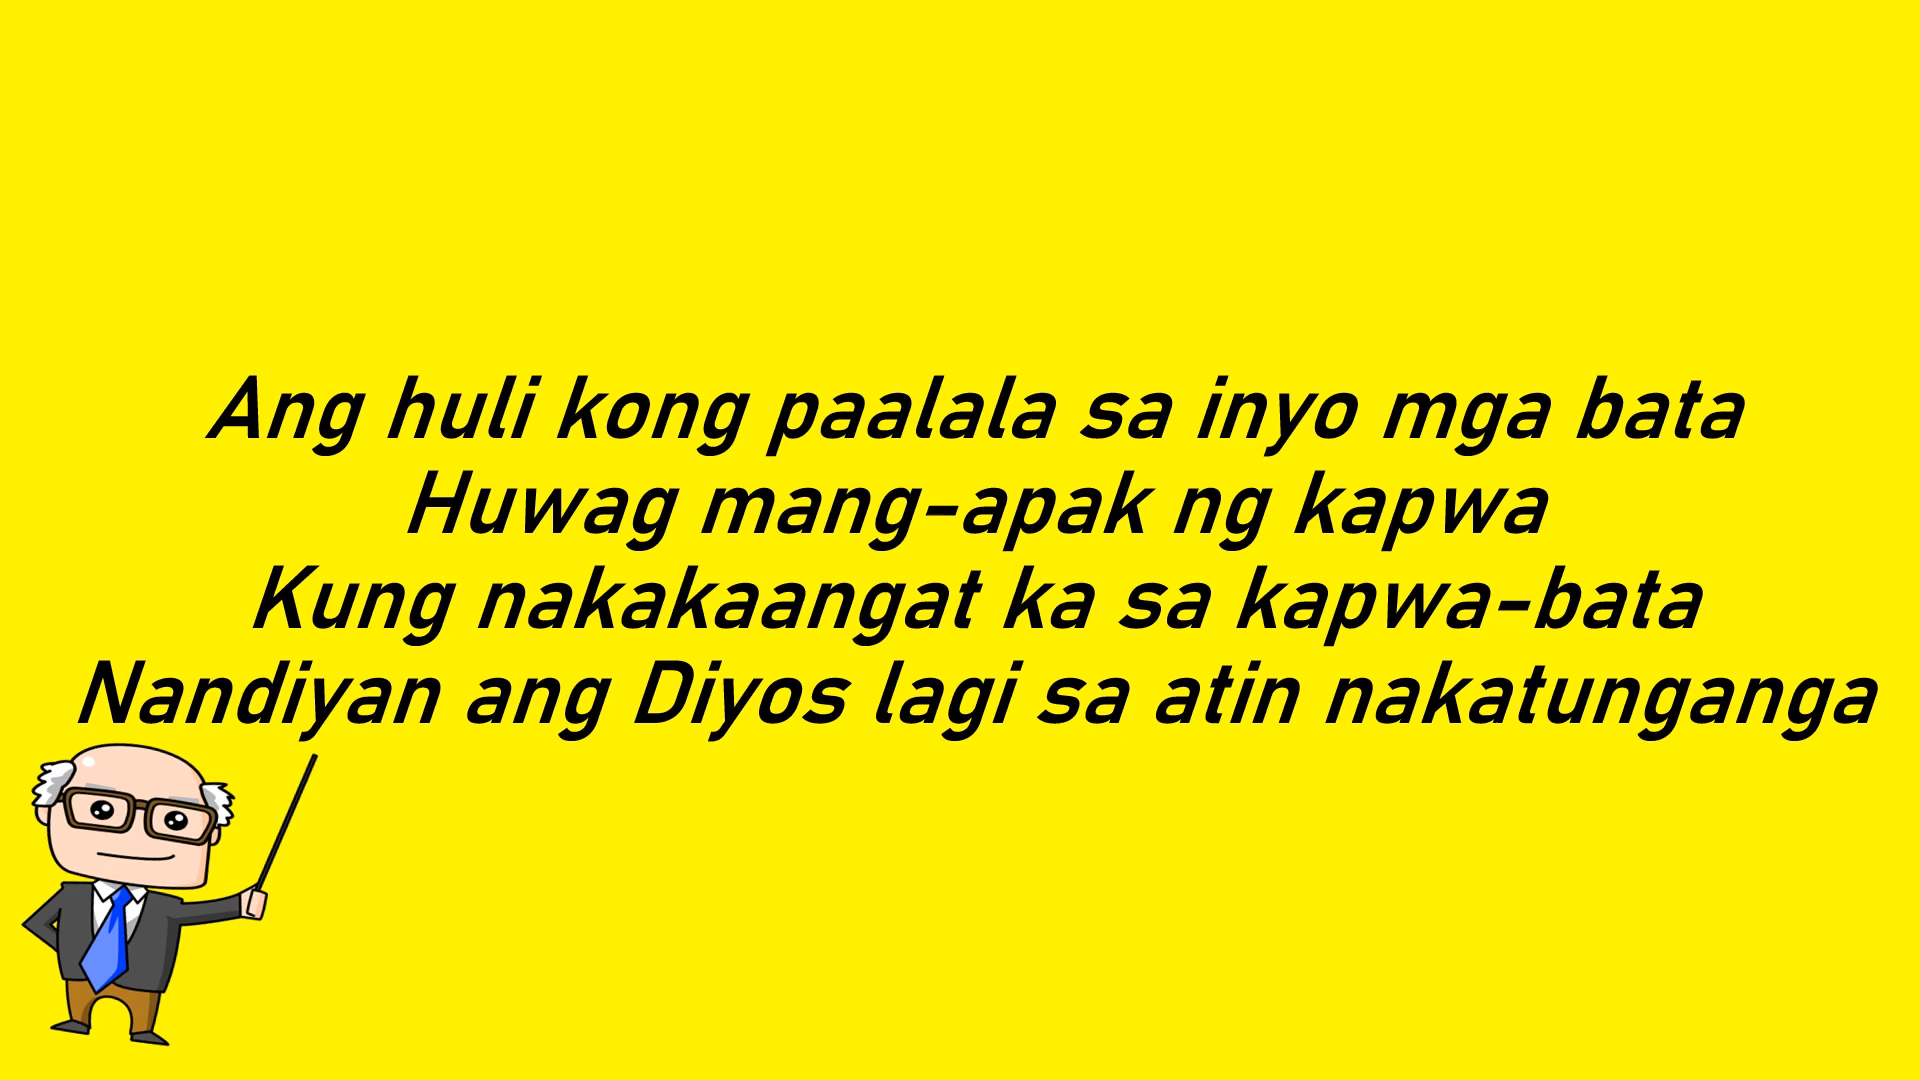 Ang huli kong paalala sa inyo mga bata
Huwag mang-apak ng kapwa
Kung nakakaangat ka sa kapwa-bata
Nandiyan ang Diyos lagi sa atin nakatunganga